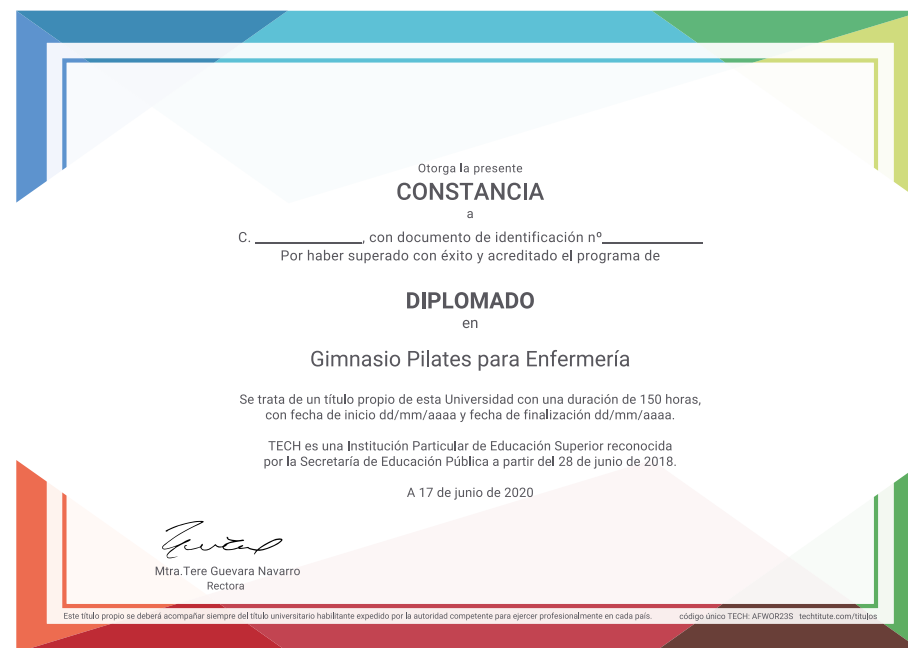 Otorga la presente
CONSTANCIA
a
C. ______________, con documento de identificación nº_____________
Por haber superado con éxito y acreditado el programa de
DIPLOMADO
en
Gimnasio Pilates para Enfermería
Se trata de un título propio de esta Universidad con una duración de 150 horas,
con fecha de inicio dd/mm/aaaa y fecha de finalización dd/mm/aaaa.
TECH es una Institución Particular de Educación Superior reconocida
por la Secretaría de Educación Pública a partir del 28 de junio de 2018.
A 17 de junio de 2020
Mtra.Tere Guevara Navarro
Rectora
Este título propio se deberá acompañar siempre del título universitario habilitante expedido por la autoridad competente para ejercer profesionalmente en cada país. código único TECH: AFWOR23S techtitute.com/titulos